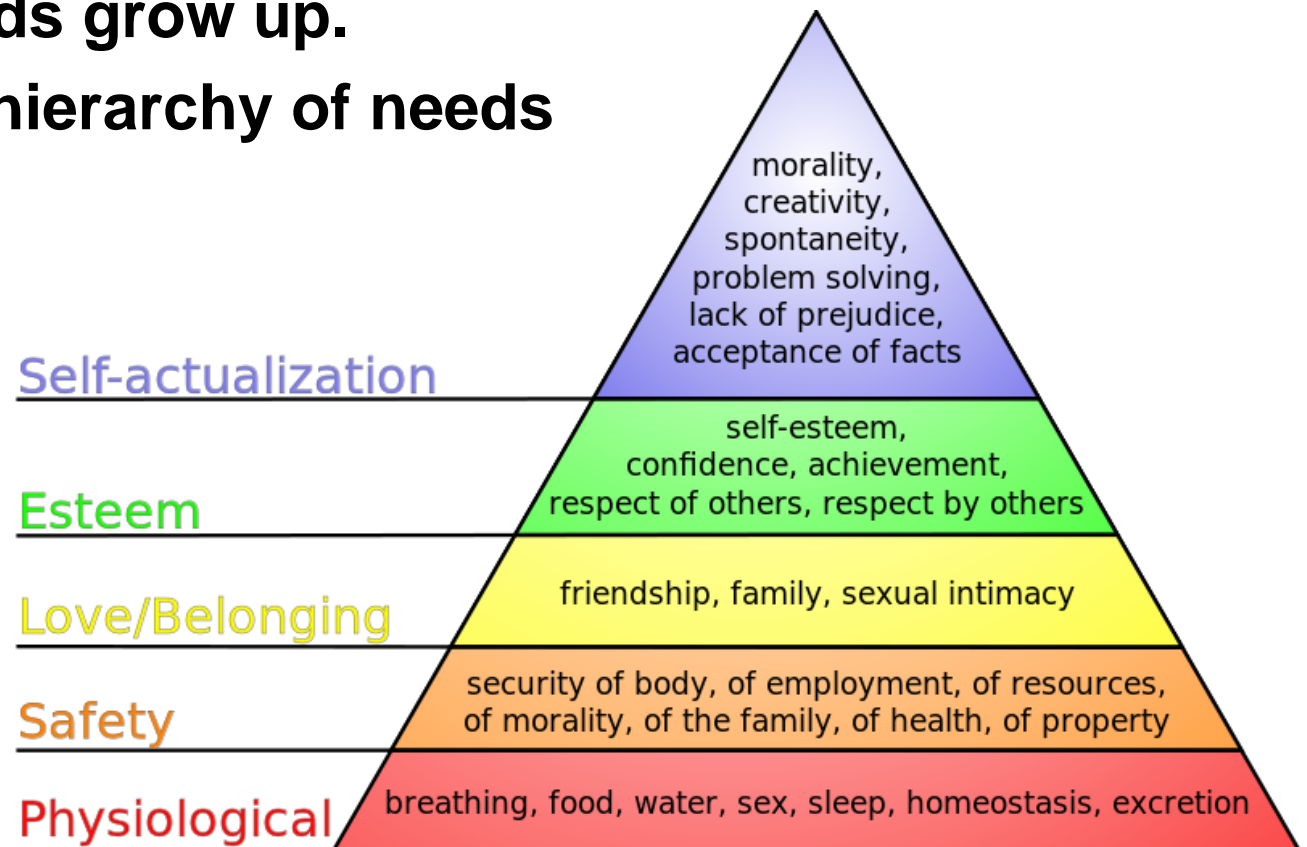 ds grow up.
hierarchy of needs
morality,
creativity,
spontaneity,
problem solving,
lack of prejudice,
acceptance of facts
Self-actualization
self-esteem,
confidence, achievement,
respect of others, respect by others
Esteem
friendship, family, sexual intimacy
Love/Belonging
security of body, of employment, of resources,
of morality, of the family, of health, of property
Safety
breathing, food, water, sex, sleep, homeostasis, excretion
Physiological